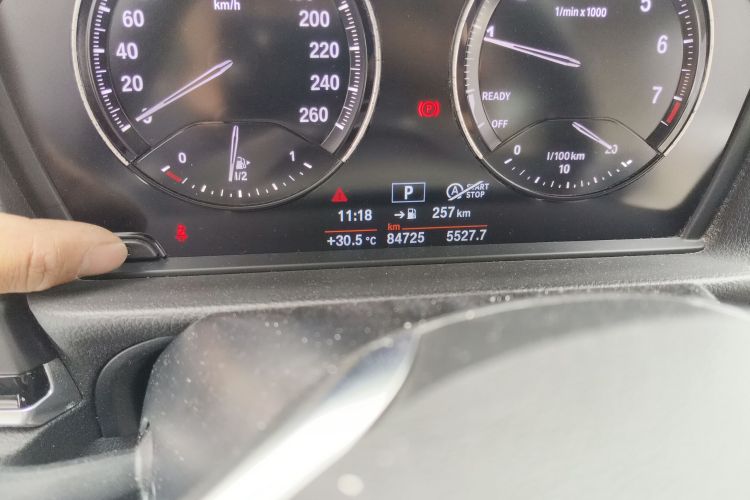 km/h
60
40
20
0
200
220
240
260
0
1/2
1
1/min x 1000
5
6
7
READY
OFF
0
l/100 km
10
20
(P)
P
A START
STOP
11:18
257 km
+30.5 °C
km
84725
5527.7